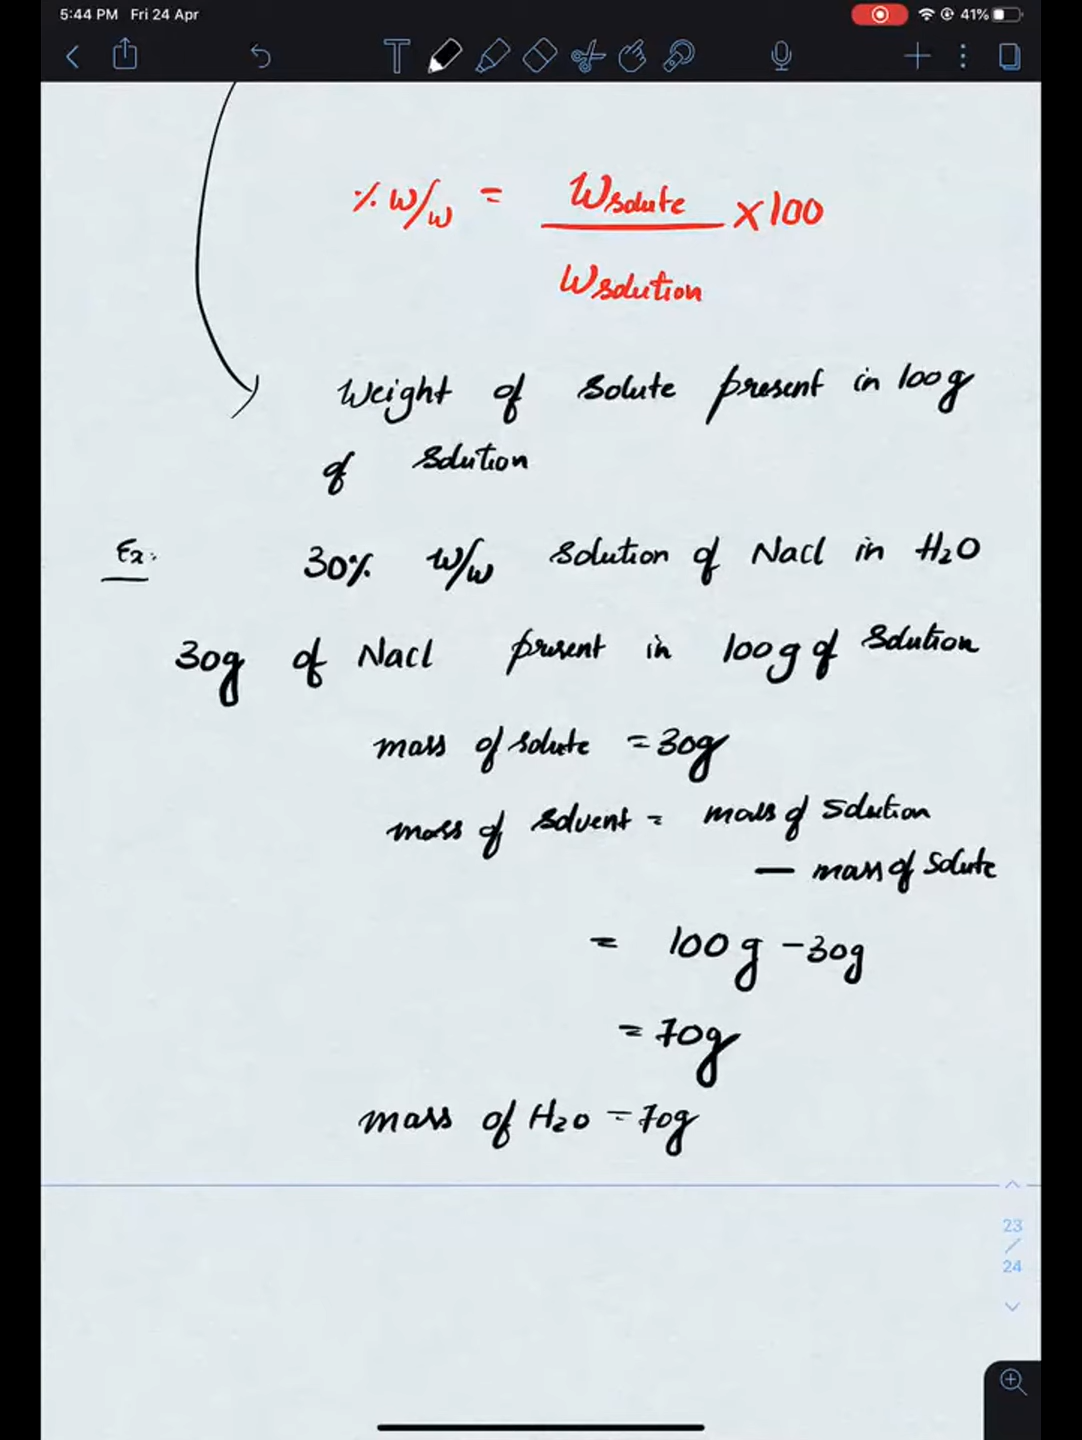 5:44 PM Fri 24 Apr 41%
% W/w = Wsolute / Wsolution X100
Weight of solute present in 100g
of solution
Ex:
30% W/w solution of Nacl in H₂O
30g of Nacl present in 100g of solution
mass of solute = 30g
mass of solvent = mass of solution
— mass of solute
= 100g - 30g
= 70g
mass of H₂O = 70g
23
/
24